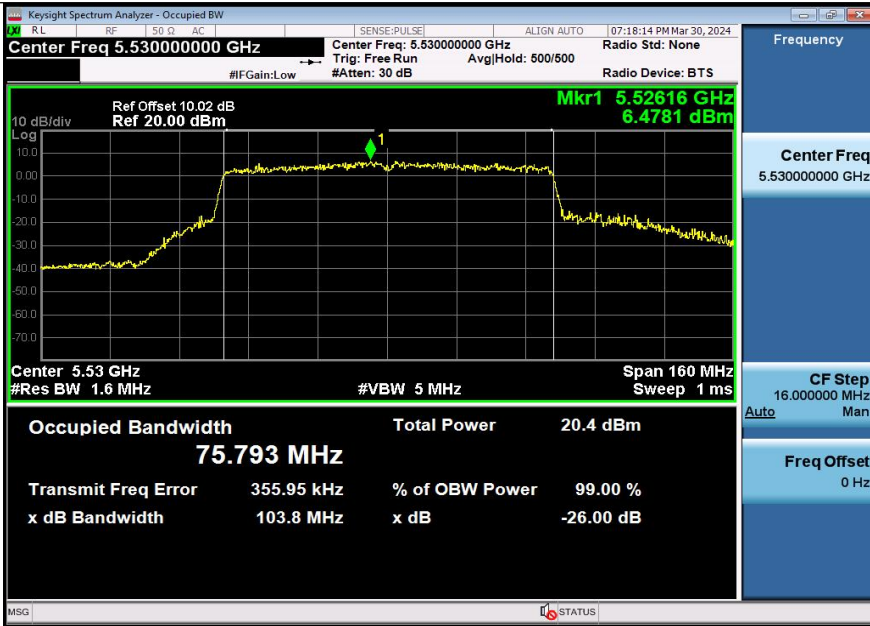 Keysight Spectrum Analyzer - Occupied BW
LXI RL RF 50 Ω AC SENSE:PULSE ALIGN AUTO 07:18:14 PM Mar 30, 2024
Center Freq 5.530000000 GHz
Center Freq: 5.530000000 GHz Radio Std: None
Trig: Free Run Avg|Hold: 500/500
#IFGain:Low #Atten: 30 dB Radio Device: BTS
Frequency
Ref Offset 10.02 dB
10 dB/div Ref 20.00 dBm
Mkr1 5.52616 GHz
6.4781 dBm
Log
1
10.0
0.00
-10.0
-20.0
-30.0
-40.0
-50.0
-60.0
-70.0
Center 5.53 GHz Span 160 MHz
#Res BW 1.6 MHz #VBW 5 MHz Sweep 1 ms
Occupied Bandwidth Total Power 20.4 dBm
75.793 MHz
Transmit Freq Error 355.95 kHz % of OBW Power 99.00 %
x dB Bandwidth 103.8 MHz x dB -26.00 dB
Center Freq
5.530000000 GHz
CF Step
16.000000 MHz
Auto Man
Freq Offset
0 Hz
MSG STATUS